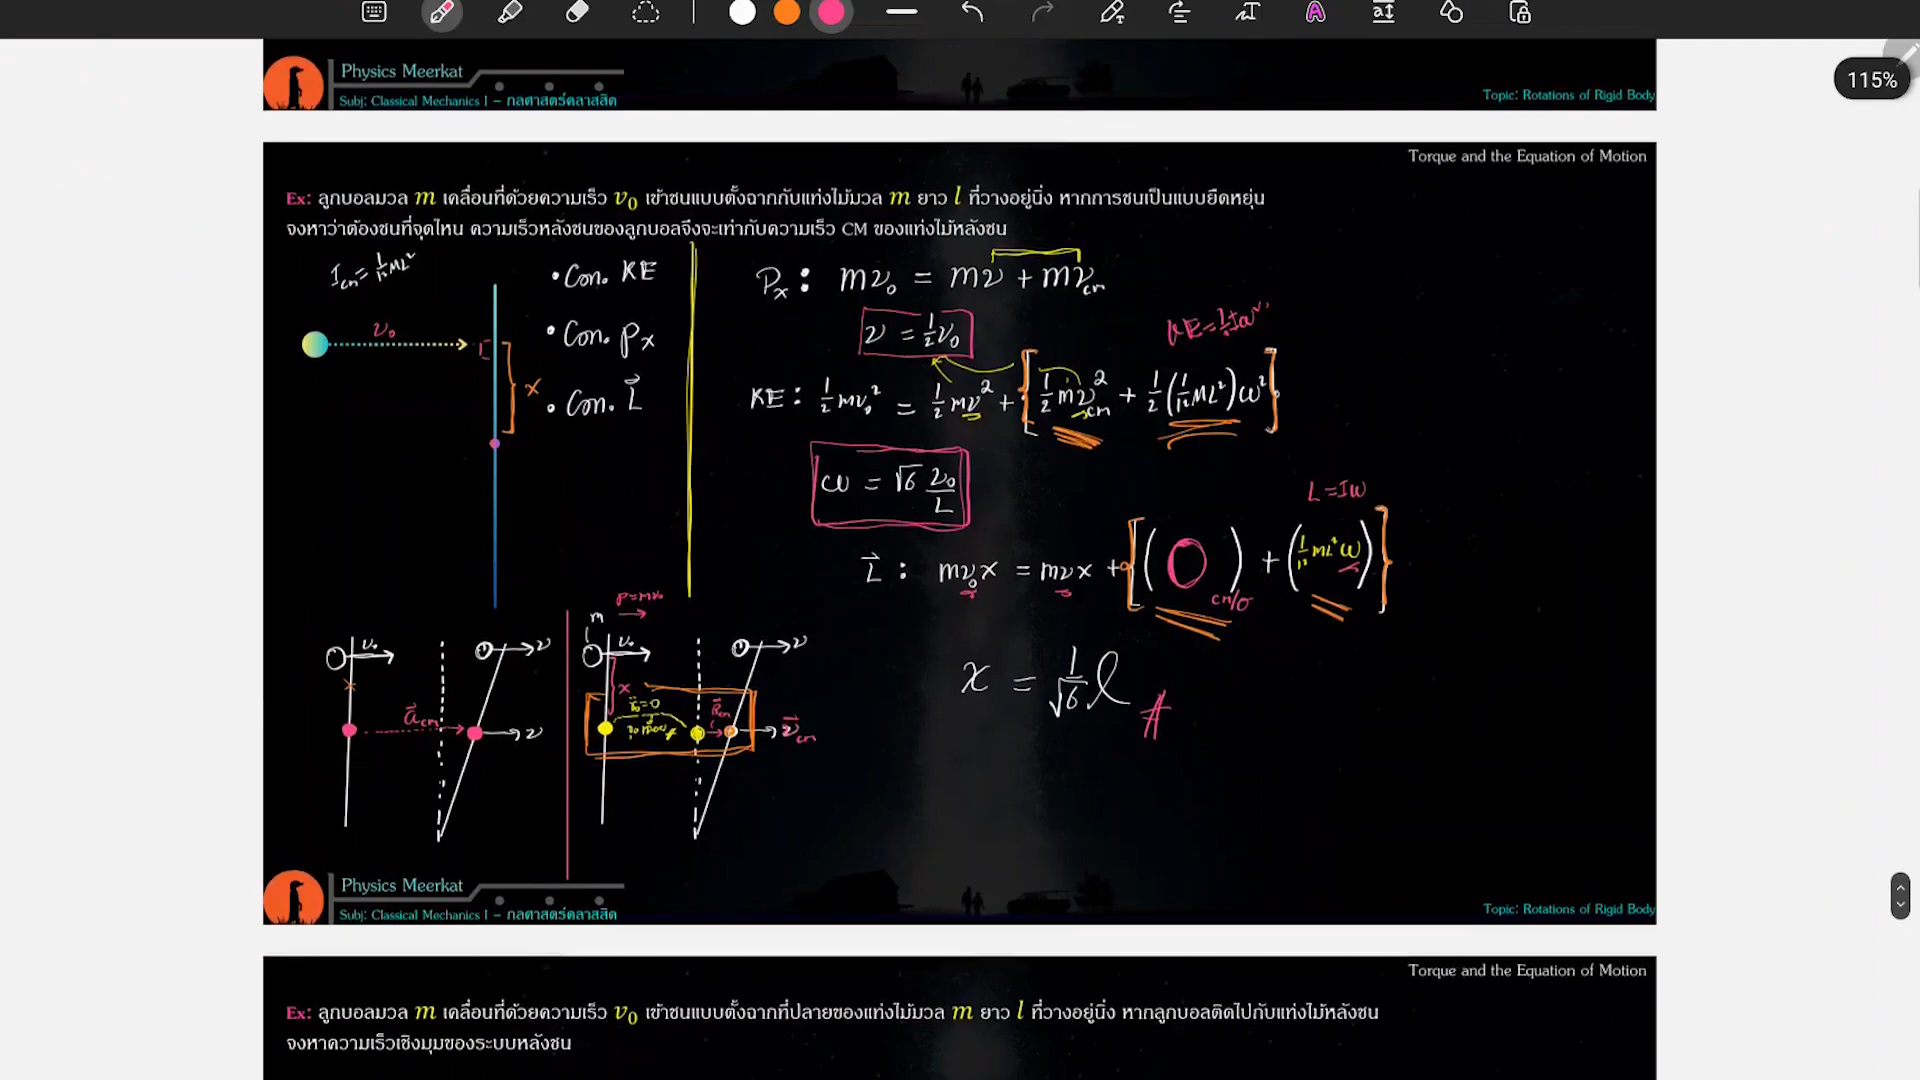 115%
Physics Meerkat
Subj: Classical Mechanics I - กลศาสตร์คลาสสิก
Topic: Rotations of Rigid Body
Torque and the Equation of Motion
Ex: ลูกบอลมวล m เคลื่อนที่ด้วยความเร็ว v₀ เข้าชนแบบตั้งฉากกับแท่งไม้มวล m ยาว l ที่วางอยู่นิ่ง หากการชนเป็นแบบยืดหยุ่น
จงหาว่าต้องชนที่จุดไหน ความเร็วหลังชนของลูกบอลจึงจะเท่ากับความเร็ว CM ของแท่งไม้หลังชน
I_cm = 1/12 ML²
• Con. KE
• Con. Pₓ
• Con. L⃗
v₀
x
Pₓ : mv₀ = mv + mv_cm
v = 1/2 v₀
KE : 1/2 mv₀² = 1/2 mv² + [1/2 mv_cm² + 1/2 (1/12 ML²) ω²]
ω = √6 v₀/L
L = Iω
L⃗ : mv₀x = mvx + [(0)_cm/o + (1/12 ML² ω)]
x = 1/√6 l #
v₀
v
a⃗_cm
v
P = mv₀
m
v₀
v
x
R⃗_cm
v⃗_cm
Physics Meerkat
Subj: Classical Mechanics I - กลศาสตร์คลาสสิก
Topic: Rotations of Rigid Body
Torque and the Equation of Motion
Ex: ลูกบอลมวล m เคลื่อนที่ด้วยความเร็ว v₀ เข้าชนแบบตั้งฉากที่ปลายของแท่งไม้มวล m ยาว l ที่วางอยู่นิ่ง หากลูกบอลติดไปกับแท่งไม้หลังชน
จงหาความเร็วเชิงมุมของระบบหลังชน